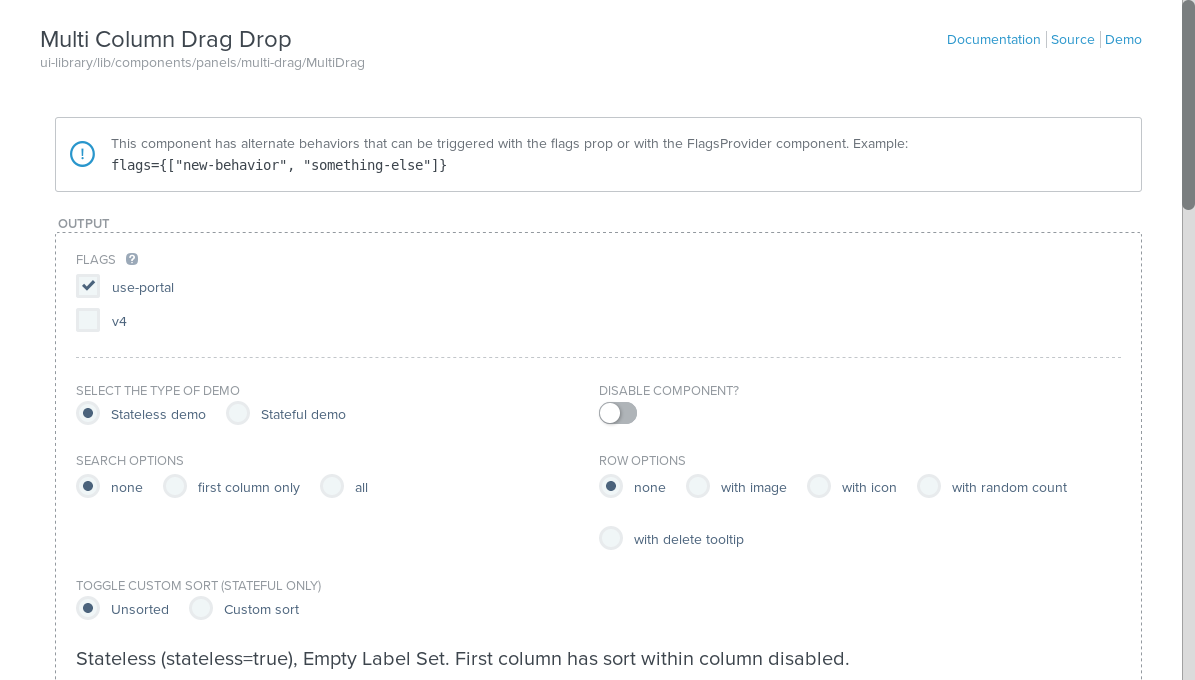 Multi Column Drag Drop
Documentation Source Demo
ui-library/lib/components/panels/multi-drag/MultiDrag
This component has alternate behaviors that can be triggered with the flags prop or with the FlagsProvider component. Example:
flags={["new-behavior", "something-else"]}
OUTPUT
FLAGS ?
use-portal
v4
SELECT THE TYPE OF DEMO
Stateless demo Stateful demo
DISABLE COMPONENT?
SEARCH OPTIONS
none first column only all
ROW OPTIONS
none with image with icon with random count
with delete tooltip
TOGGLE CUSTOM SORT (STATEFUL ONLY)
Unsorted Custom sort
Stateless (stateless=true), Empty Label Set. First column has sort within column disabled.